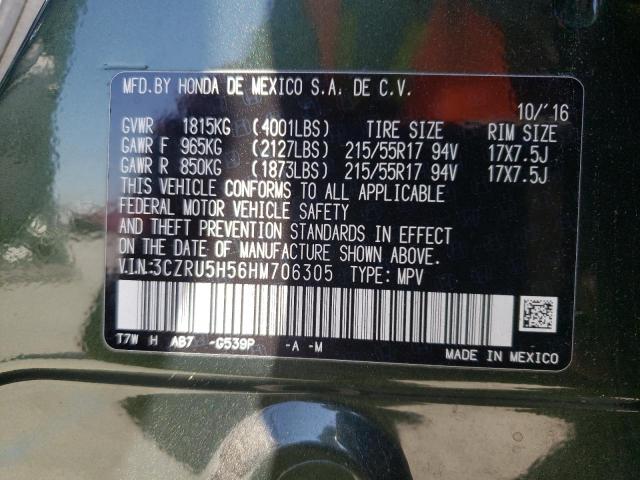 MFD.BY HONDA DE MEXICO S.A. DE C.V.
10/'16
GVWR 1815KG (4001LBS) TIRE SIZE RIM SIZE
GAWR F 965KG (2127LBS) 215/55R17 94V 17X7.5J
GAWR R 850KG (1873LBS) 215/55R17 94V 17X7.5J
THIS VEHICLE CONFORMS TO ALL APPLICABLE
FEDERAL MOTOR VEHICLE SAFETY
AND THEFT PREVENTION STANDARDS IN EFFECT
ON THE DATE OF MANUFACTURE SHOWN ABOVE.
V.I.N.:3CZRU5H56HM706305 TYPE: MPV
T7W H AB7 -G539P -A -M
MADE IN MEXICO